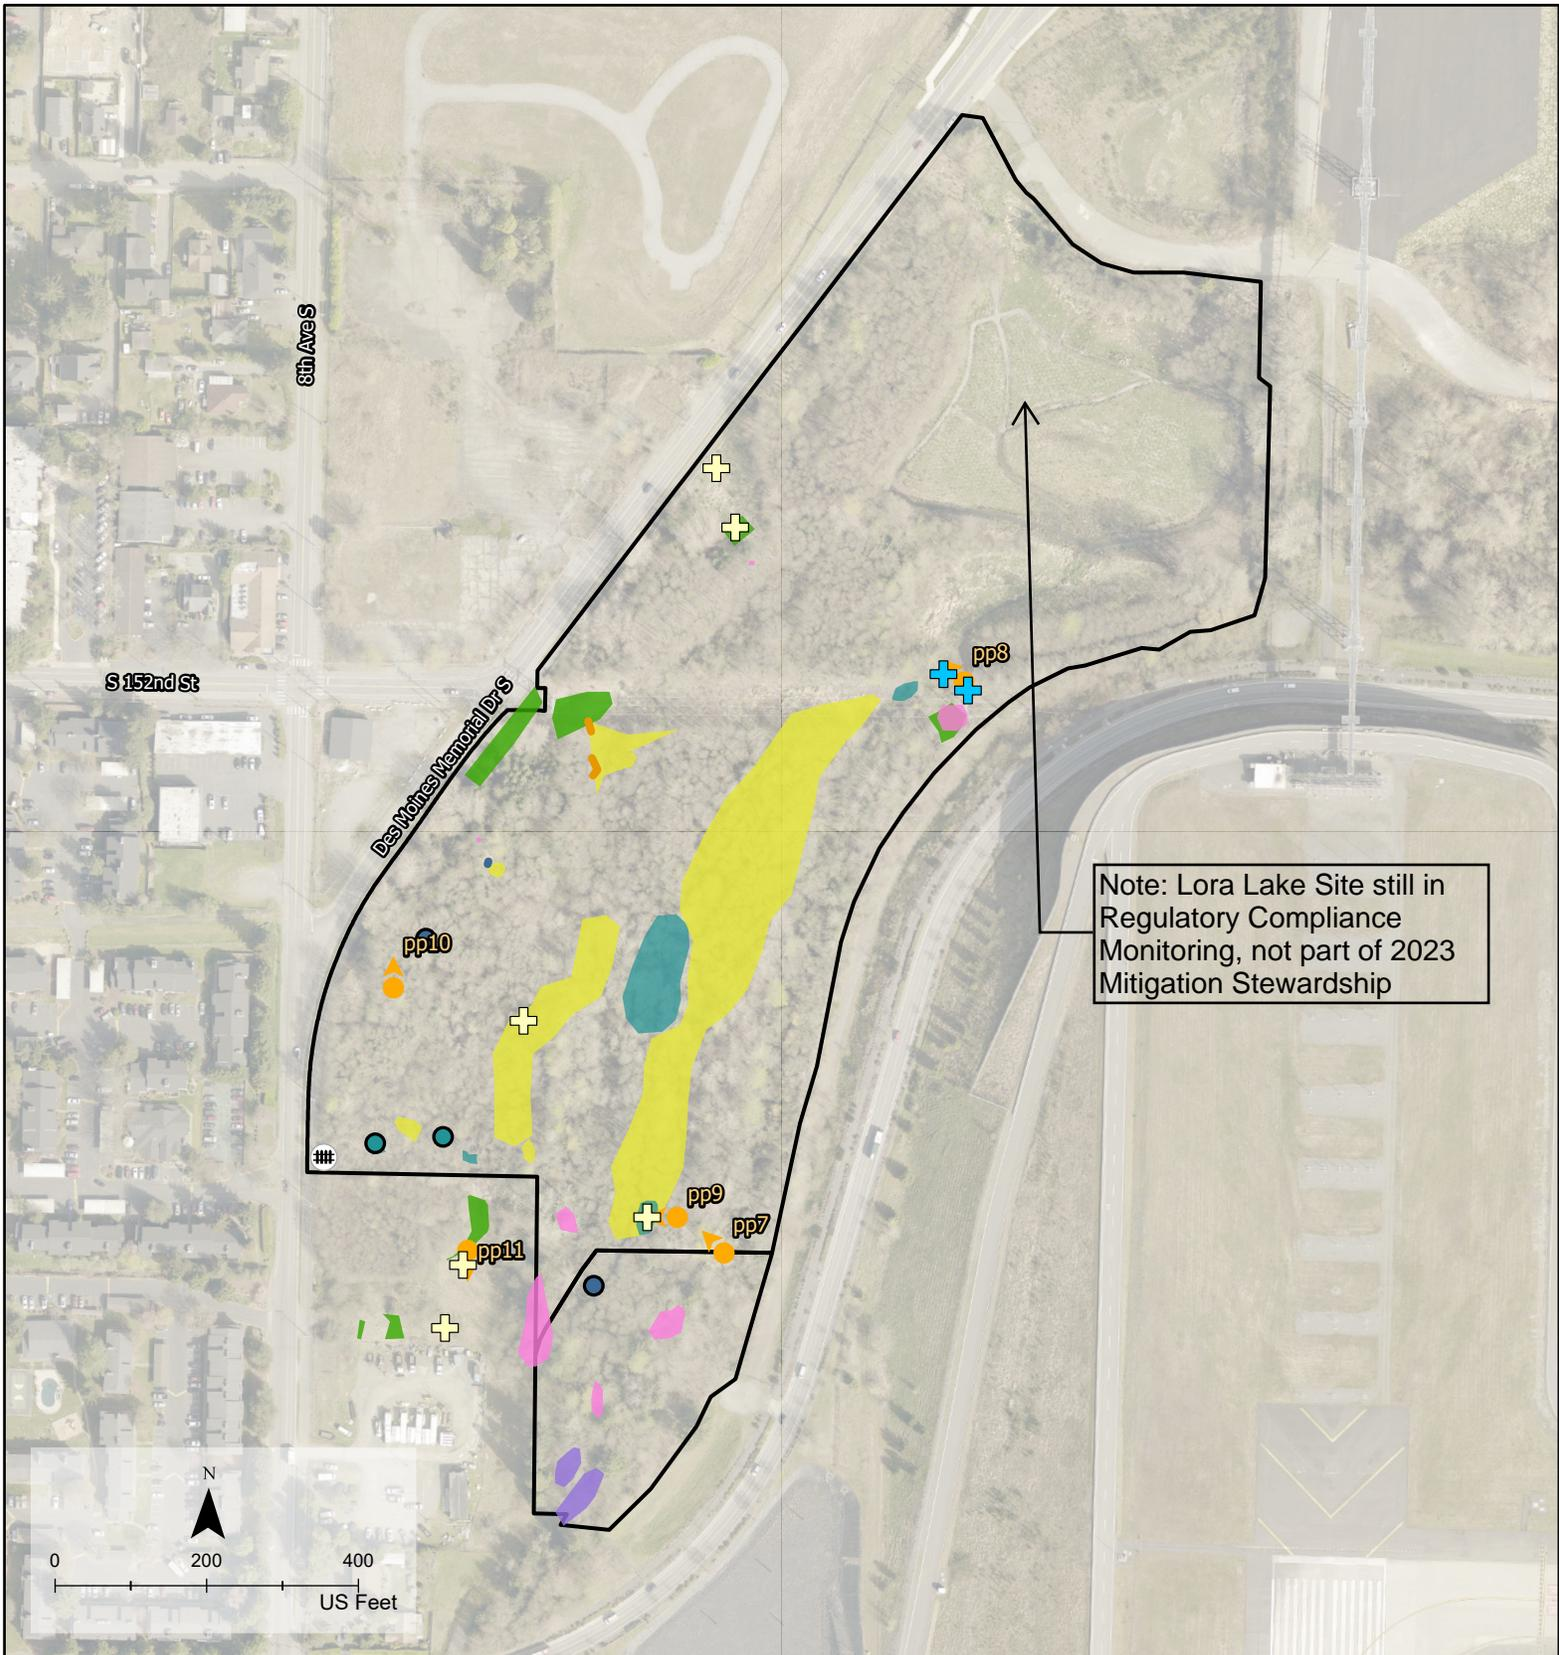 8th Ave S
pp8
S 152nd St
Des Moines Memorial Dr S
Note: Lora Lake Site still in
Regulatory Compliance
Monitoring, not part of 2023
Mitigation Stewardship
pp10
pp9
pp7
pp11
N
0 200 400
US Feet